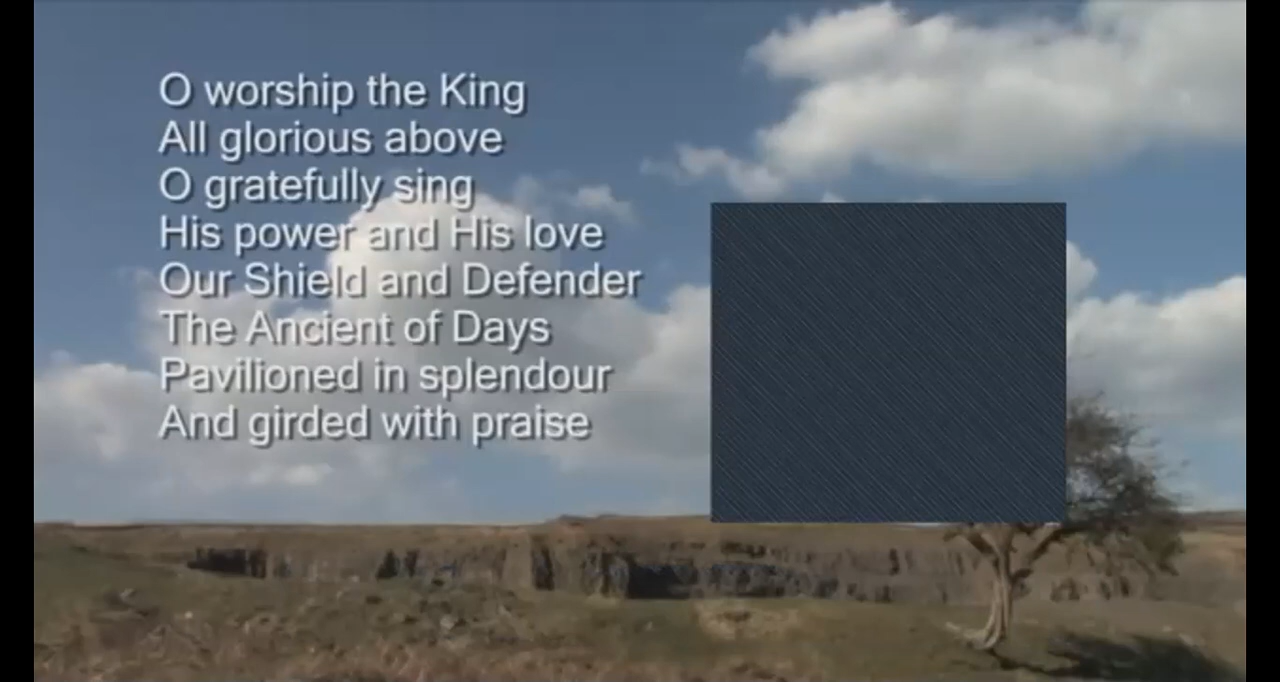 O worship the King
All glorious above
O gratefully sing
His power and His love
Our Shield and Defender
The Ancient of Days
Pavilioned in splendour
And girded with praise